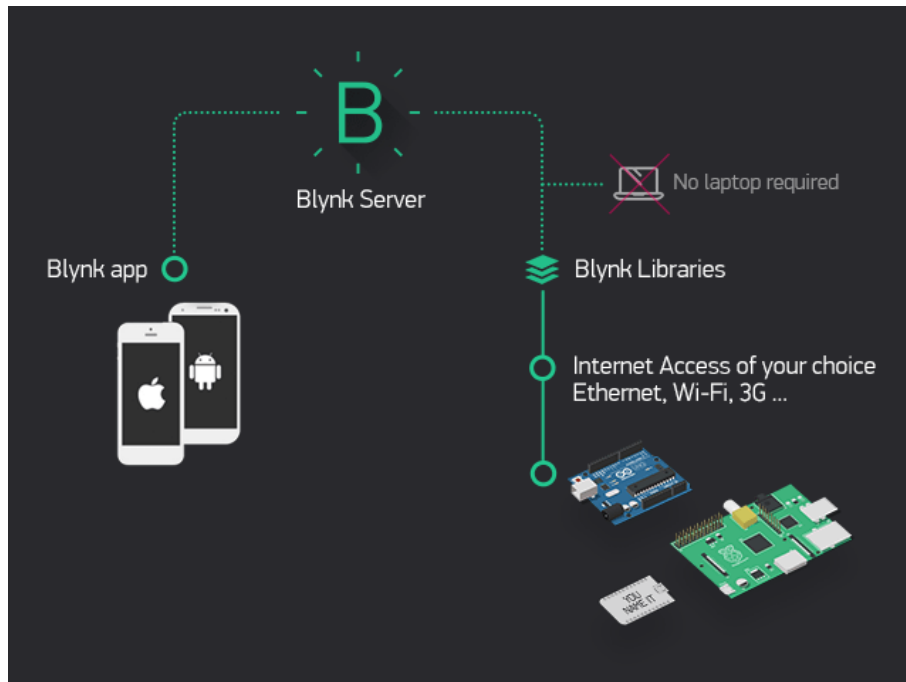 B
Blynk Server
No laptop required
Blynk app
Blynk Libraries
Internet Access of your choice
Ethernet, Wi-Fi, 3G ...
YOU
NAME IT